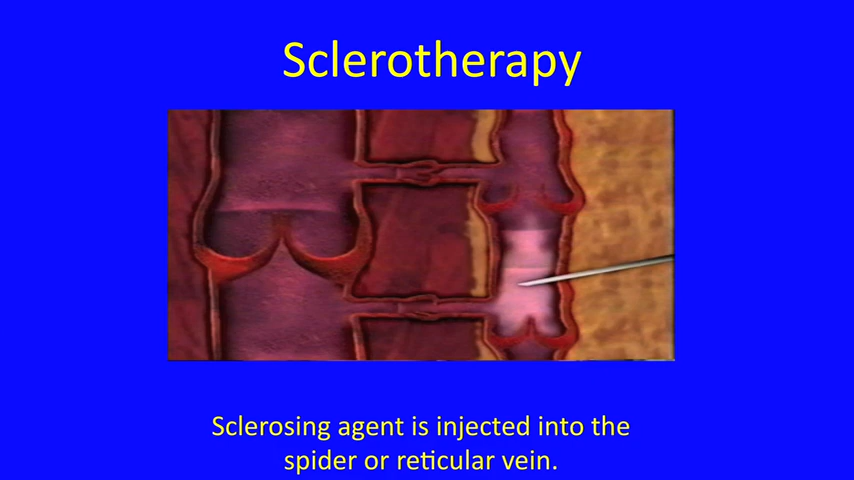 Sclerotherapy
Sclerosing agent is injected into the
spider or reticular vein.